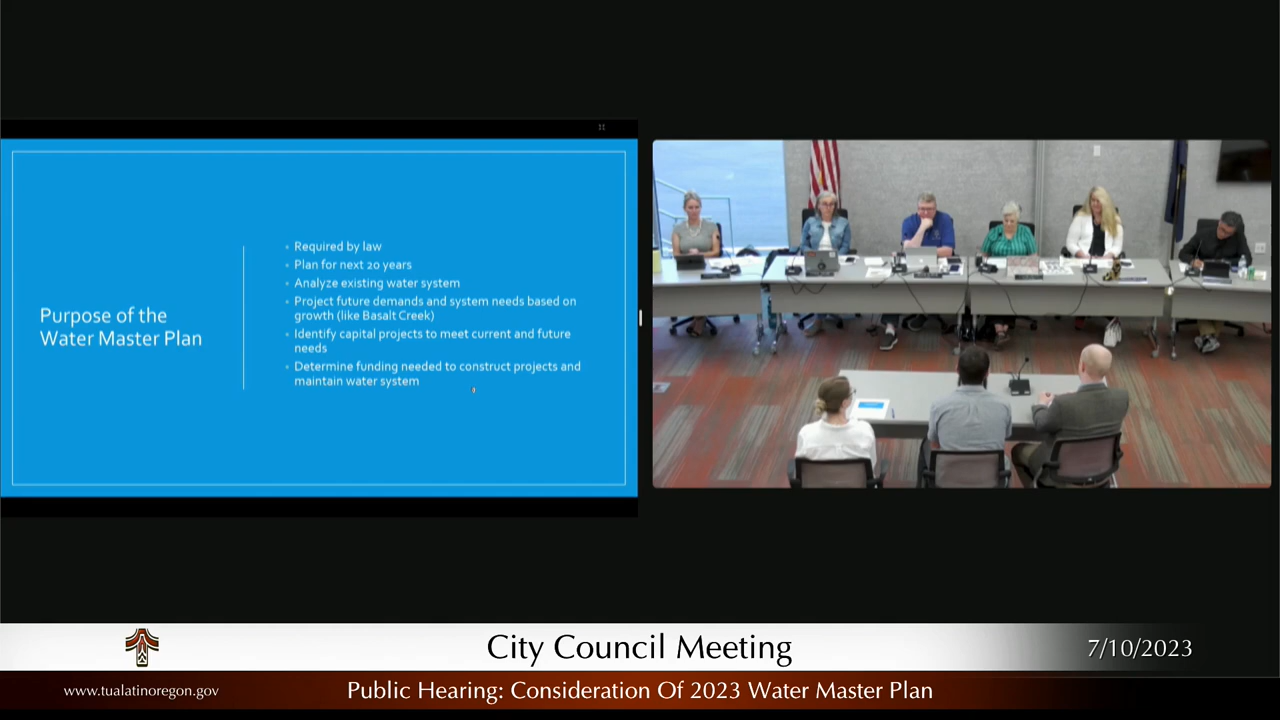 Purpose of the
Water Master Plan
Required by law
Plan for next 20 years
Analyze existing water system
Project future demands and system needs based on
growth (like Basalt Creek)
Identify capital projects to meet current and future
needs
Determine funding needed to construct projects and
maintain water system
City Council Meeting
7/10/2023
www.tualatinoregon.gov
Public Hearing: Consideration Of 2023 Water Master Plan